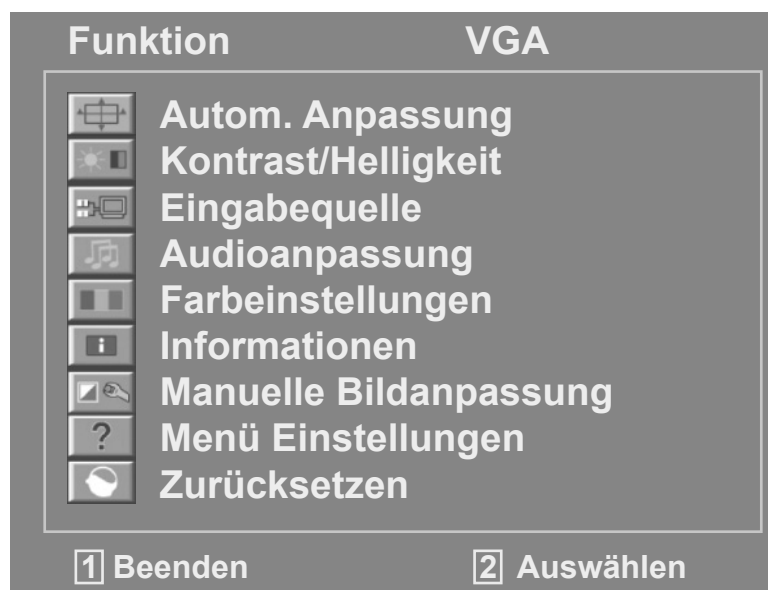 Funktion VGA
Autom. Anpassung
Kontrast/Helligkeit
Eingabequelle
Audioanpassung
Farbeinstellungen
Informationen
Manuelle Bildanpassung
Menü Einstellungen
Zurücksetzen
1 Beenden 2 Auswählen